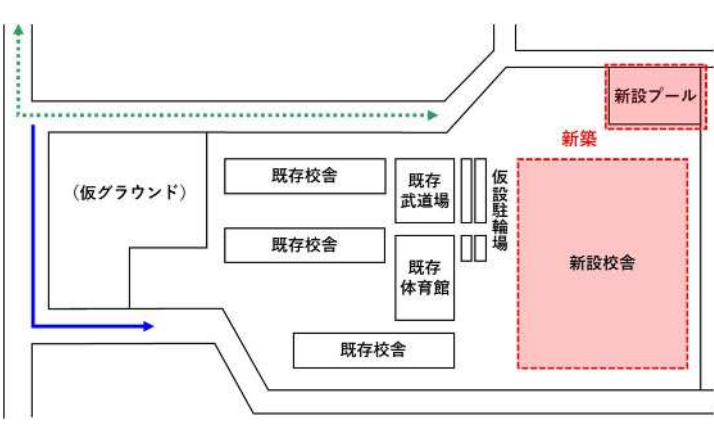 新設プール
新築
(仮グラウンド)
既存校舎
既存
武道場
仮設駐輪場
既存校舎
既存
体育館
新設校舎
既存校舎